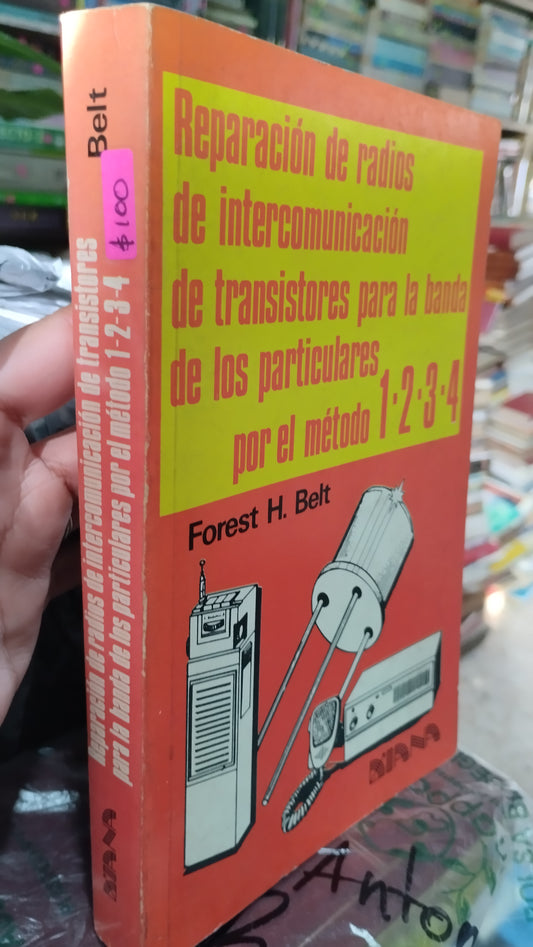 Reparación de radios
de intercomunicación
de transistores para la banda
de los particulares
por el método 1·2·3·4
Forest H. Belt
DIANA
Belt
$100
Reparación de radios de intercomunicación de transistores
para la banda de los particulares por el método 1·2·3·4
DIANA
Anton